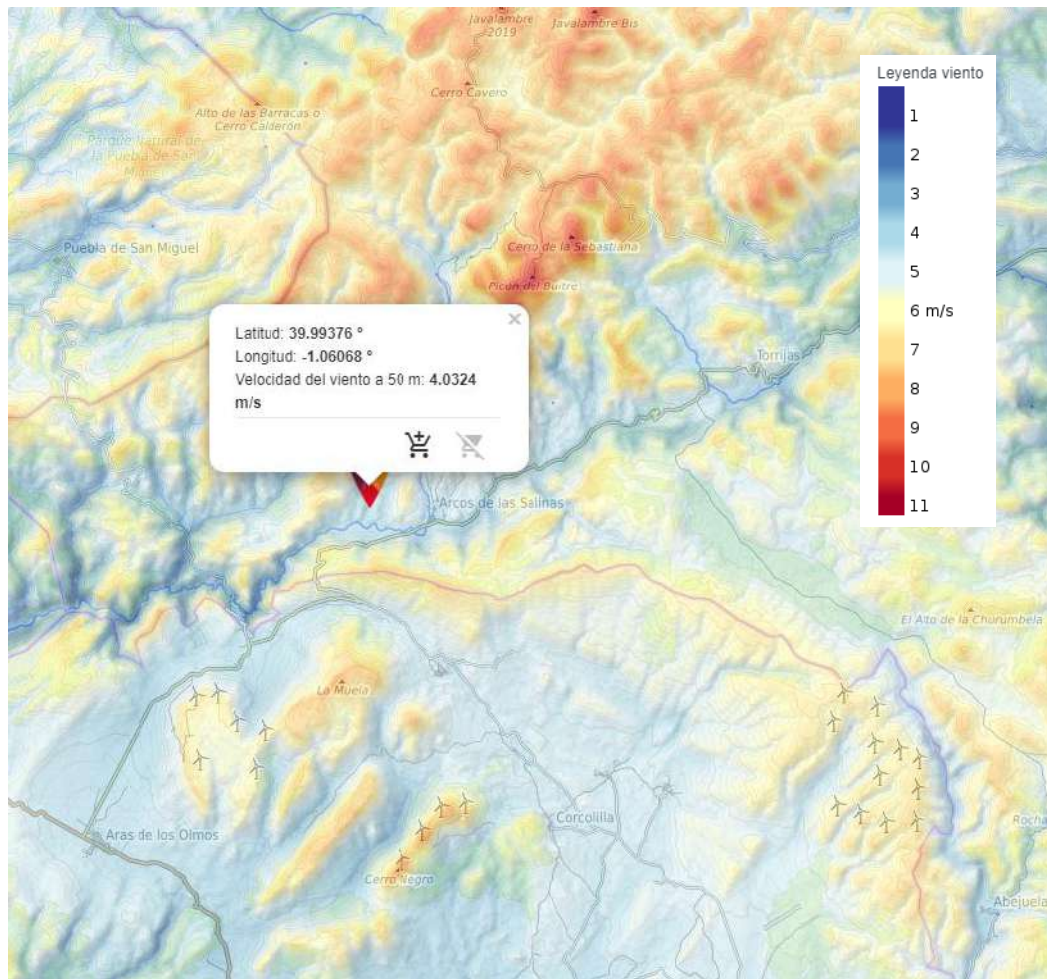 Javalambre
2019
Javalambre Bis
Cerro Cavero
Alto de las Barracas o
Cerro Calderón
Parque Natural de
la Puebla de San
Miguel
Puebla de San Miguel
Cerro de la Sebastiana
Picón del Buitre
Leyenda viento
1
2
3
4
5
6 m/s
7
8
9
10
11
×
Latitud: 39.99376 °
Longitud: -1.06068 °
Velocidad del viento a 50 m: 4.0324
m/s
Torrijas
Arcos de las Salinas
El Alto de la Churumbela
La Muela
Aras de los Olmos
Corcolilla
Cerro Negro
Rocha
Abejuela